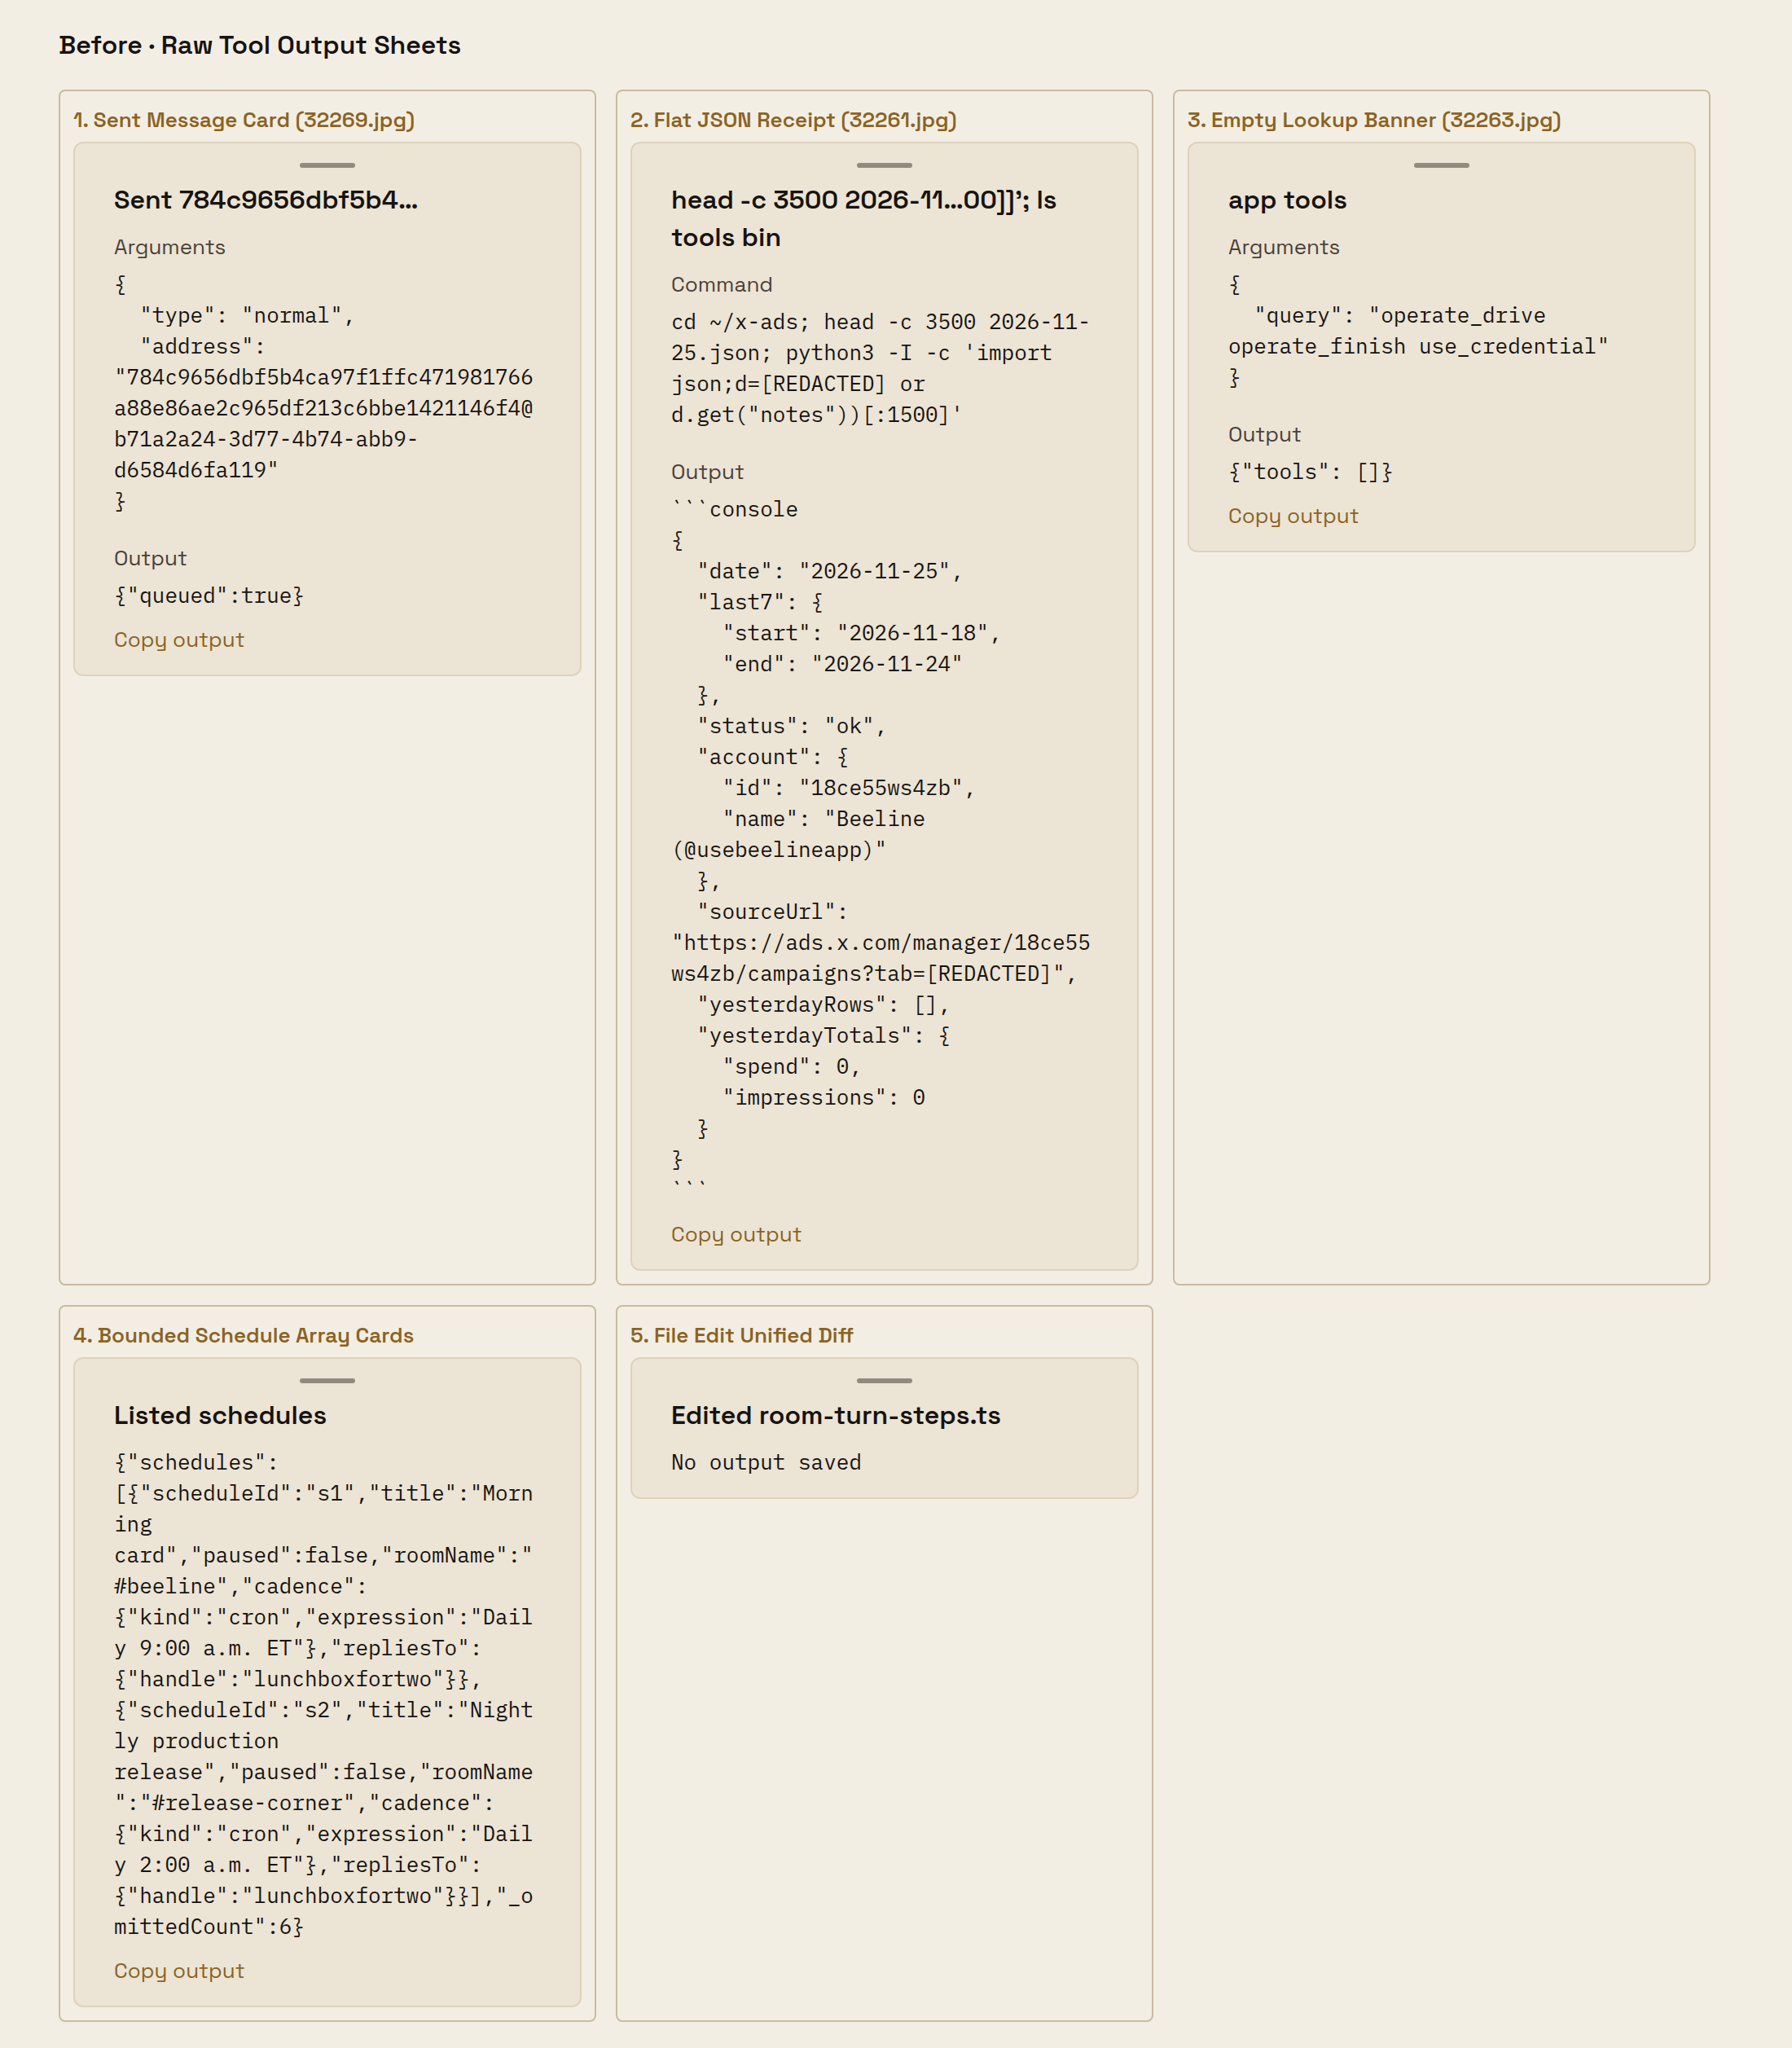 Before · Raw Tool Output Sheets
1. Sent Message Card (32269.jpg)
Sent 784c9656dbf5b4...
Arguments
{
  "type": "normal",
  "address":
"784c9656dbf5b4ca97f1ffc471981766
a88e86ae2c965df213c6bbe1421146f4@
b71a2a24-3d77-4b74-abb9-
d6584d6fa119"
}
Output
{"queued":true}
Copy output
2. Flat JSON Receipt (32261.jpg)
head -c 3500 2026-11...00]]'; ls
tools bin
Command
cd ~/x-ads; head -c 3500 2026-11-
25.json; python3 -I -c 'import
json;d=[REDACTED] or
d.get("notes"))[:1500]'
Output
```console
{
  "date": "2026-11-25",
  "last7": {
    "start": "2026-11-18",
    "end": "2026-11-24"
  },
  "status": "ok",
  "account": {
    "id": "18ce55ws4zb",
    "name": "Beeline
(@usebeelineapp)"
  },
  "sourceUrl":
"https://ads.x.com/manager/18ce55
ws4zb/campaigns?tab=[REDACTED]",
  "yesterdayRows": [],
  "yesterdayTotals": {
    "spend": 0,
    "impressions": 0
  }
}
```
Copy output
3. Empty Lookup Banner (32263.jpg)
app tools
Arguments
{
  "query": "operate_drive
operate_finish use_credential"
}
Output
{"tools": []}
Copy output
4. Bounded Schedule Array Cards
Listed schedules
{"schedules":
[{"scheduleId":"s1","title":"Morn
ing
card","paused":false,"roomName":"
#beeline","cadence":
{"kind":"cron","expression":"Dail
y 9:00 a.m. ET"},"repliesTo":
{"handle":"lunchboxfortwo"}},
{"scheduleId":"s2","title":"Night
ly production
release","paused":false,"roomName
":"#release-corner","cadence":
{"kind":"cron","expression":"Dail
y 2:00 a.m. ET"},"repliesTo":
{"handle":"lunchboxfortwo"}}],"_o
mittedCount":6}
Copy output
5. File Edit Unified Diff
Edited room-turn-steps.ts
No output saved